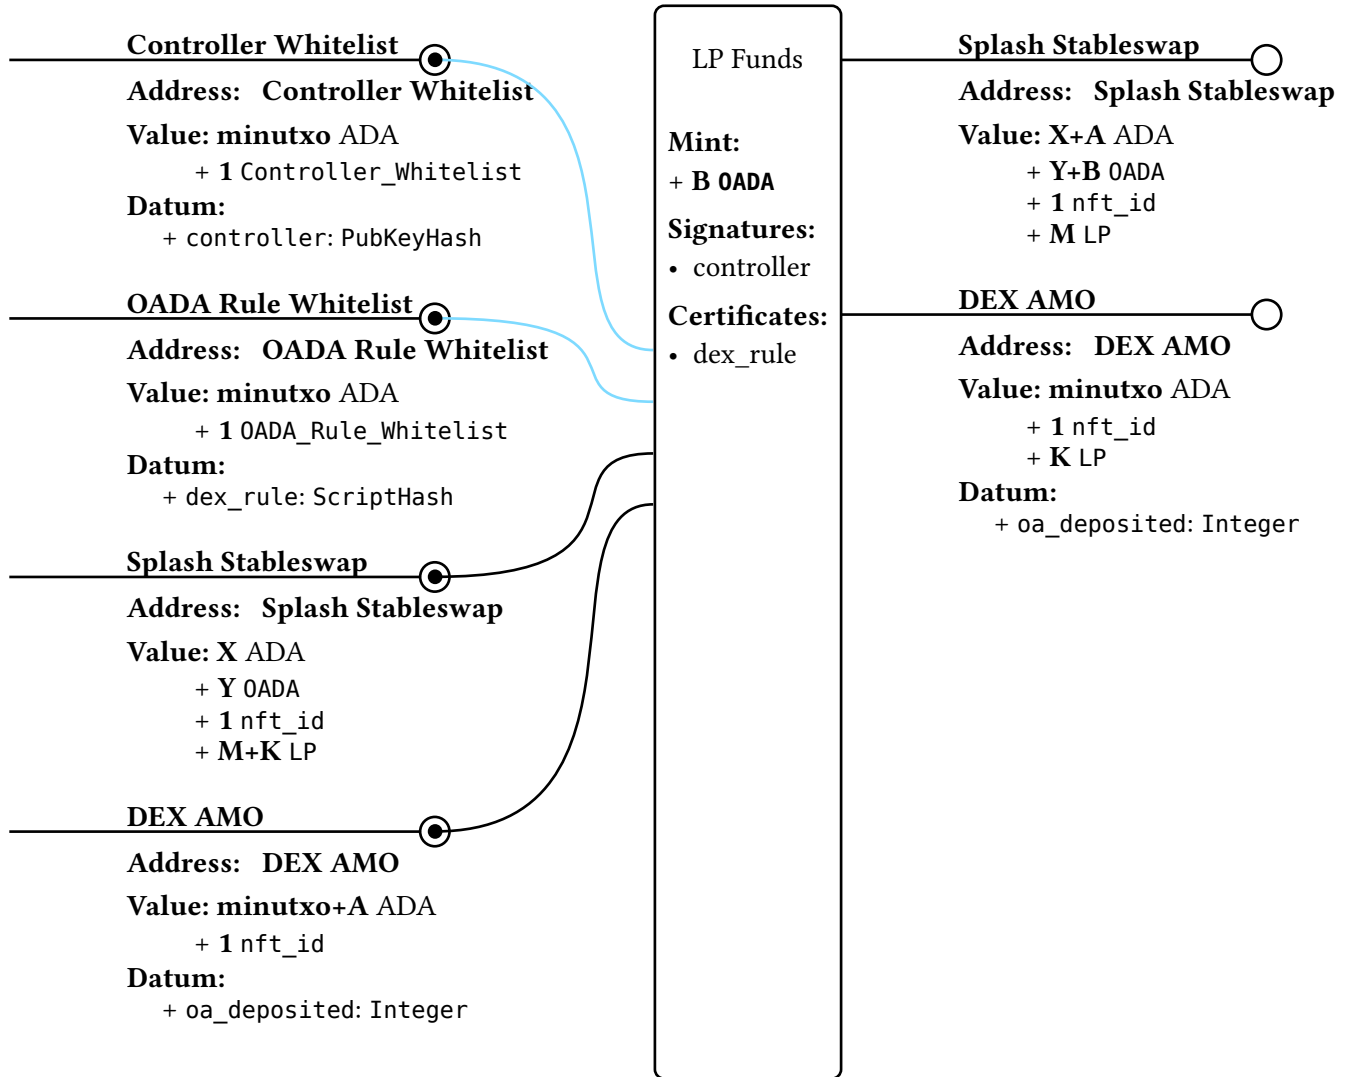 Controller Whitelist
Address: Controller Whitelist
Value: minutxo ADA
+ 1 Controller_Whitelist
Datum:
+ controller: PubKeyHash
OADA Rule Whitelist
Address: OADA Rule Whitelist
Value: minutxo ADA
+ 1 OADA_Rule_Whitelist
Datum:
+ dex_rule: ScriptHash
Splash Stableswap
Address: Splash Stableswap
Value: X ADA
+ Y OADA
+ 1 nft_id
+ M+K LP
DEX AMO
Address: DEX AMO
Value: minutxo+A ADA
+ 1 nft_id
Datum:
+ oa_deposited: Integer
LP Funds
Mint:
+ B OADA
Signatures:
• controller
Certificates:
• dex_rule
Splash Stableswap
Address: Splash Stableswap
Value: X+A ADA
+ Y+B OADA
+ 1 nft_id
+ M LP
DEX AMO
Address: DEX AMO
Value: minutxo ADA
+ 1 nft_id
+ K LP
Datum:
+ oa_deposited: Integer